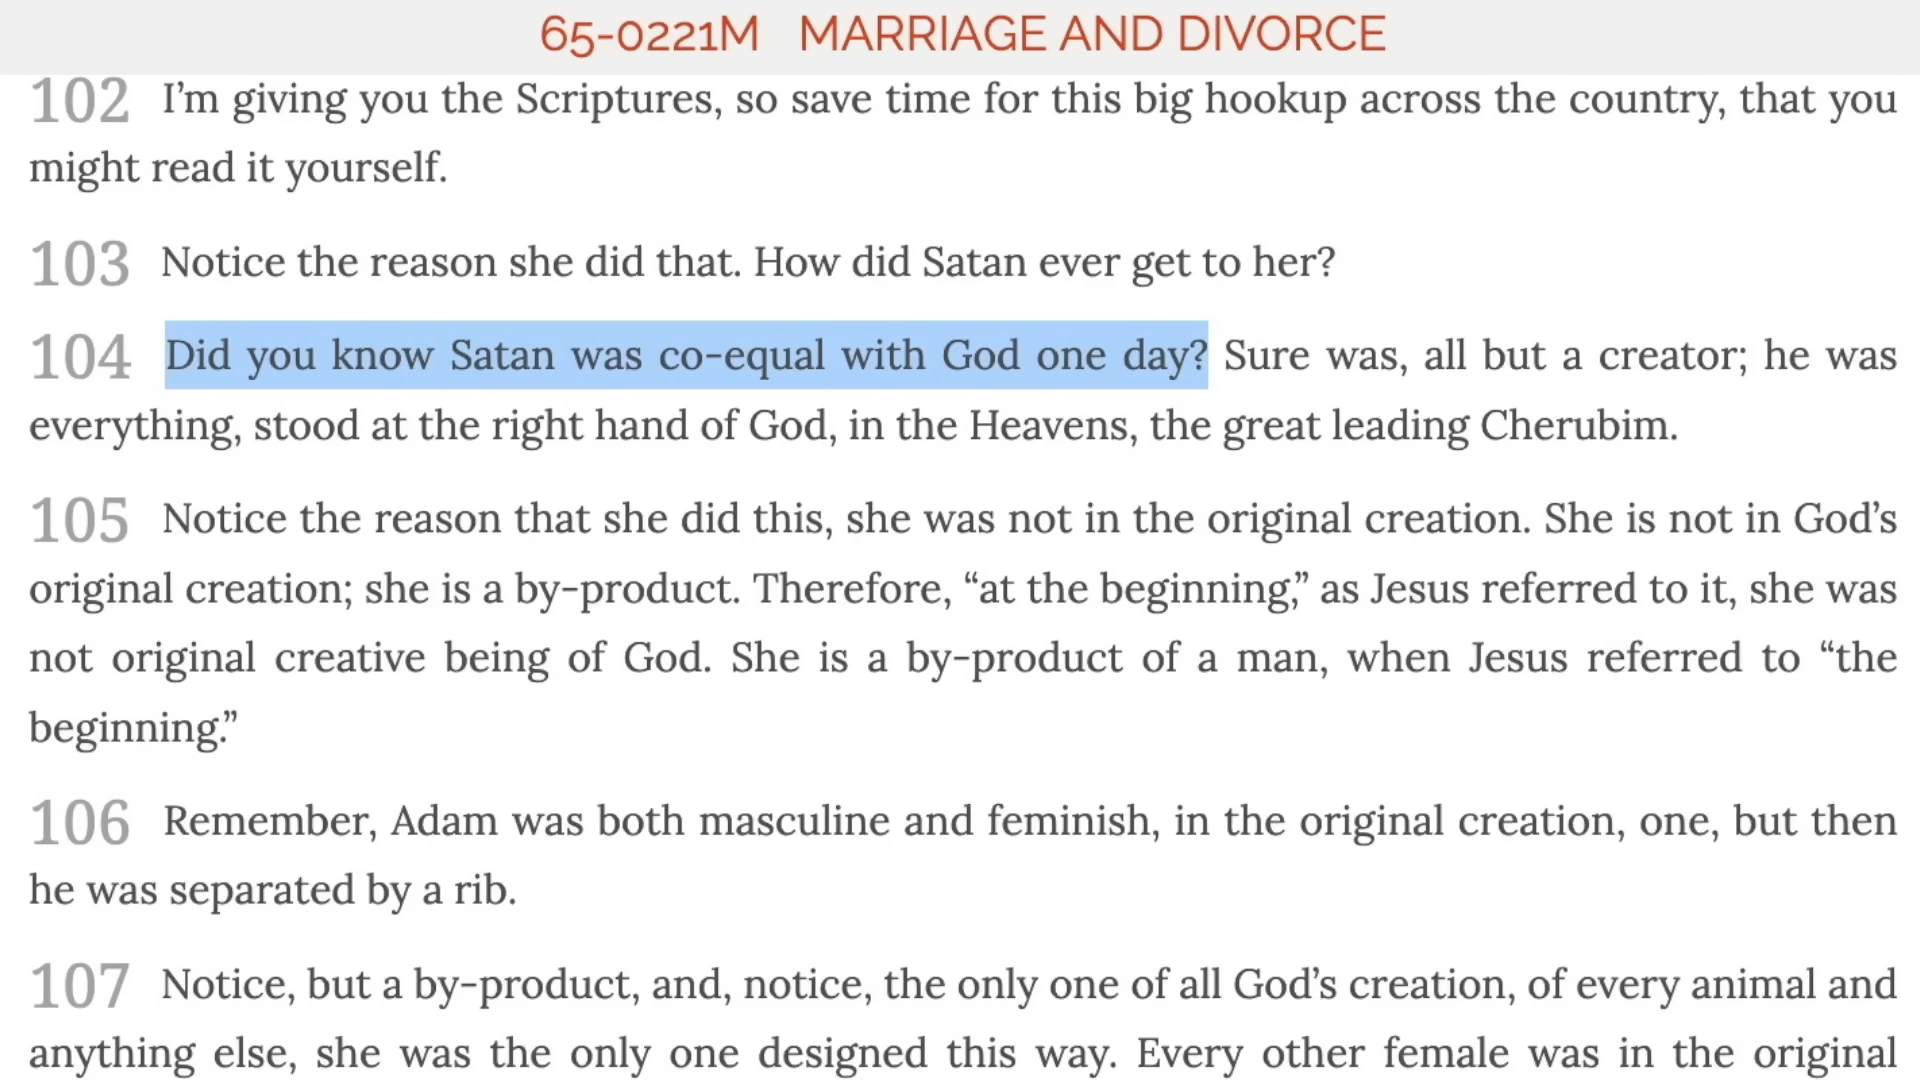 65-0221M MARRIAGE AND DIVORCE
102 I’m giving you the Scriptures, so save time for this big hookup across the country, that you
might read it yourself.
103 Notice the reason she did that. How did Satan ever get to her?
104 Did you know Satan was co-equal with God one day? Sure was, all but a creator; he was
everything, stood at the right hand of God, in the Heavens, the great leading Cherubim.
105 Notice the reason that she did this, she was not in the original creation. She is not in God’s
original creation; she is a by-product. Therefore, “at the beginning,” as Jesus referred to it, she was
not original creative being of God. She is a by-product of a man, when Jesus referred to “the
beginning.”
106 Remember, Adam was both masculine and feminish, in the original creation, one, but then
he was separated by a rib.
107 Notice, but a by-product, and, notice, the only one of all God’s creation, of every animal and
anything else, she was the only one designed this way. Every other female was in the original